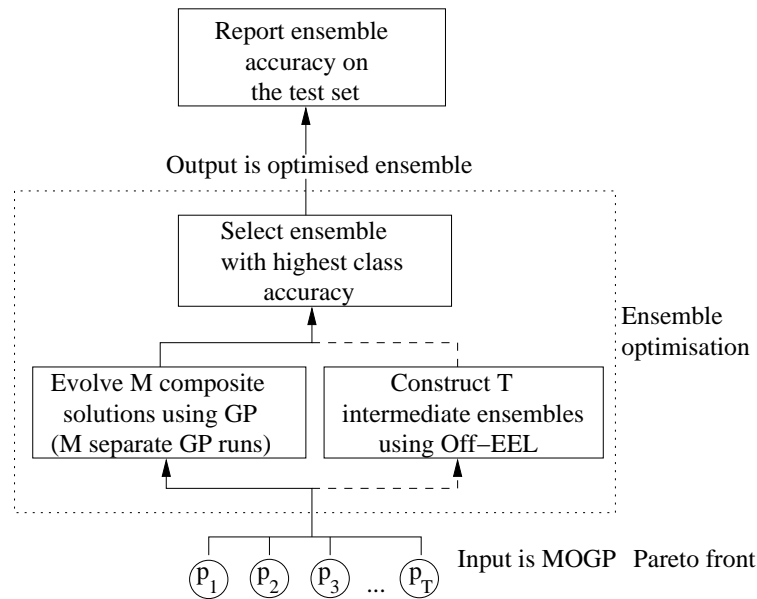 Report ensemble
accuracy on
the test set
Output is optimised ensemble
Select ensemble
with highest class
accuracy
Ensemble
optimisation
Evolve M composite
solutions using GP
(M separate GP runs)
Construct T
intermediate ensembles
using Off−EEL
p1 p2 p3 ... pT
Input is MOGP Pareto front